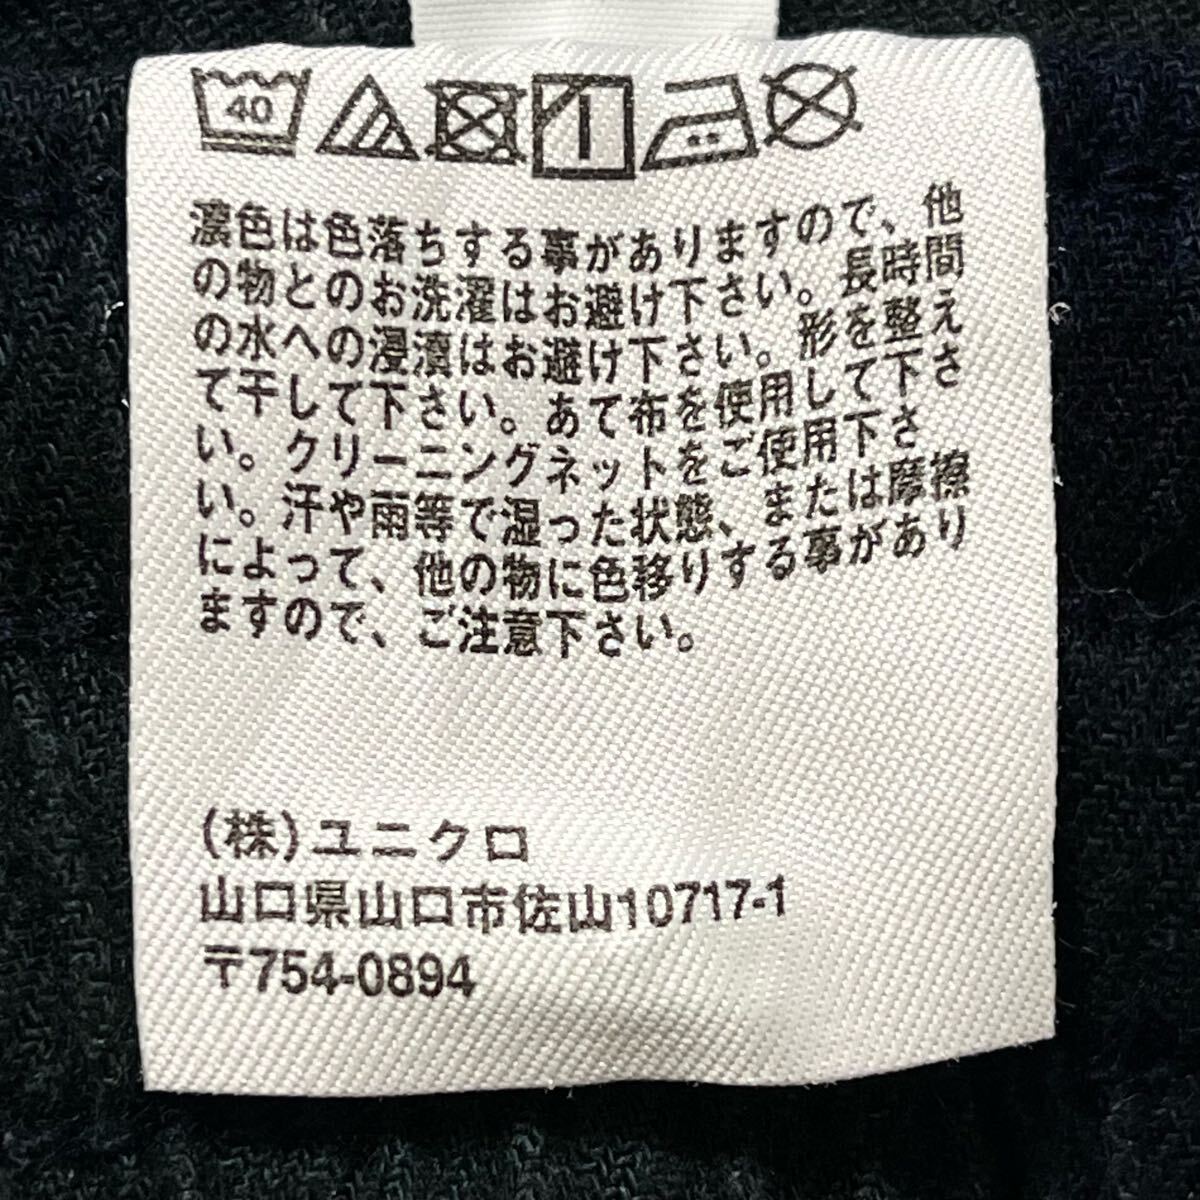 40
濃色は色落ちする事がありますので、他
の物とのお洗濯はお避け下さい。長時間
の水への浸漬はお避け下さい。形を整え
て干して下さい。あて布を使用して下さ
い。クリーニングネットをご使用下さ
い。汗や雨等で湿った状態、または摩擦
によって、他の物に色移りする事があり
ますので、ご注意下さい。
(株)ユニクロ
山口県山口市佐山10717-1
〒754-0894